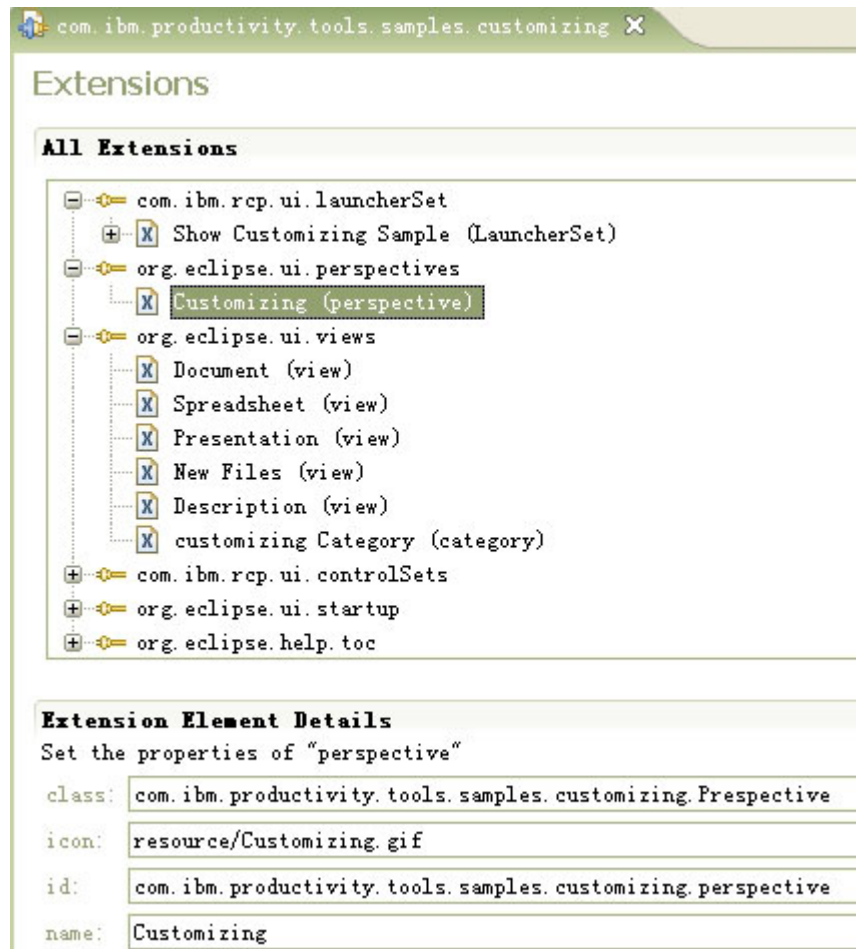 com.ibm.productivity.tools.samples.customizing
Extensions
All Extensions
com.ibm.rcp.ui.launcherSet
Show Customizing Sample (LauncherSet)
org.eclipse.ui.perspectives
Customizing (perspective)
org.eclipse.ui.views
Document (view)
Spreadsheet (view)
Presentation (view)
New Files (view)
Description (view)
customizing Category (category)
com.ibm.rcp.ui.controlSets
org.eclipse.ui.startup
org.eclipse.help.toc
Extension Element Details
Set the properties of "perspective"
class: com.ibm.productivity.tools.samples.customizing.Prespective
icon: resource/Customizing.gif
id: com.ibm.productivity.tools.samples.customizing.perspective
name: Customizing